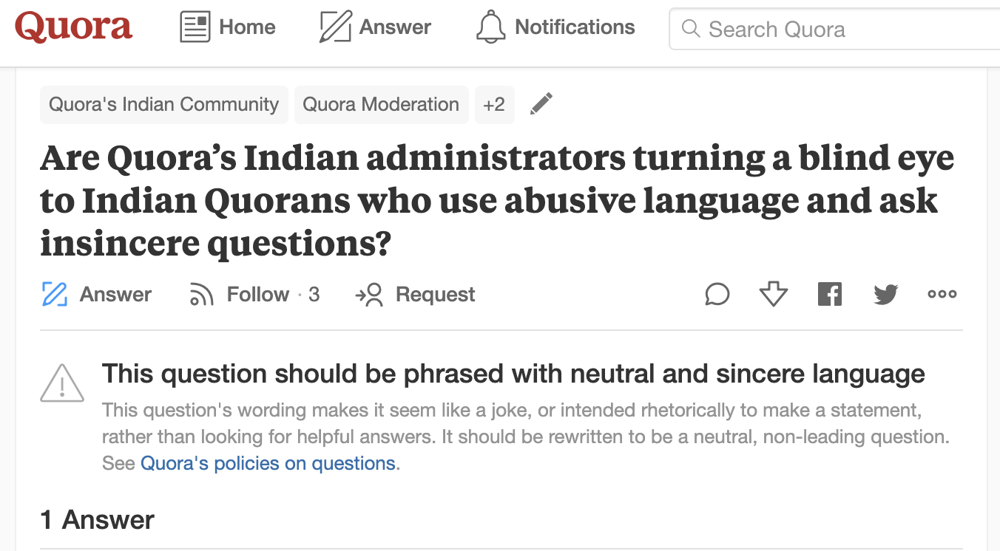 Quora Home Answer Notifications Search Quora
Quora's Indian Community Quora Moderation +2
Are Quora’s Indian administrators turning a blind eye
to Indian Quorans who use abusive language and ask
insincere questions?
Answer Follow · 3 Request
This question should be phrased with neutral and sincere language
This question's wording makes it seem like a joke, or intended rhetorically to make a statement,
rather than looking for helpful answers. It should be rewritten to be a neutral, non-leading question.
See Quora's policies on questions.
1 Answer